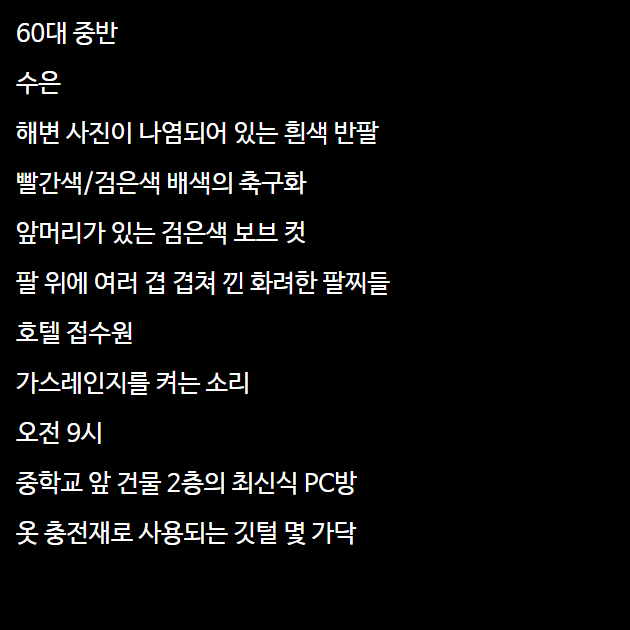 60대 중반
수은
해변 사진이 나염되어 있는 흰색 반팔
빨간색/검은색 배색의 축구화
앞머리가 있는 검은색 보브 컷
팔 위에 여러 겹 겹쳐 낀 화려한 팔찌들
호텔 접수원
가스레인지를 켜는 소리
오전 9시
중학교 앞 건물 2층의 최신식 PC방
옷 충전재로 사용되는 깃털 몇 가닥